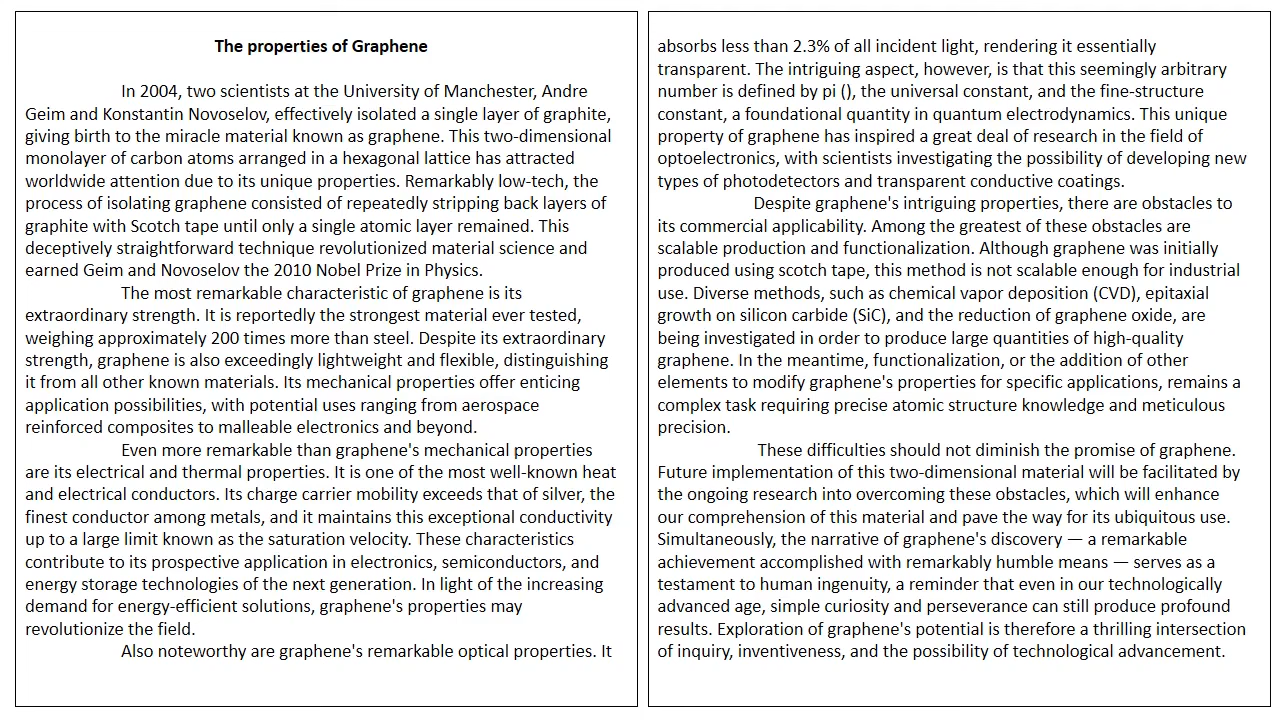 The properties of Graphene
In 2004, two scientists at the University of Manchester, Andre
Geim and Konstantin Novoselov, effectively isolated a single layer of graphite,
giving birth to the miracle material known as graphene. This two-dimensional
monolayer of carbon atoms arranged in a hexagonal lattice has attracted
worldwide attention due to its unique properties. Remarkably low-tech, the
process of isolating graphene consisted of repeatedly stripping back layers of
graphite with Scotch tape until only a single atomic layer remained. This
deceptively straightforward technique revolutionized material science and
earned Geim and Novoselov the 2010 Nobel Prize in Physics.
The most remarkable characteristic of graphene is its
extraordinary strength. It is reportedly the strongest material ever tested,
weighing approximately 200 times more than steel. Despite its extraordinary
strength, graphene is also exceedingly lightweight and flexible, distinguishing
it from all other known materials. Its mechanical properties offer enticing
application possibilities, with potential uses ranging from aerospace
reinforced composites to malleable electronics and beyond.
Even more remarkable than graphene's mechanical properties
are its electrical and thermal properties. It is one of the most well-known heat
and electrical conductors. Its charge carrier mobility exceeds that of silver, the
finest conductor among metals, and it maintains this exceptional conductivity
up to a large limit known as the saturation velocity. These characteristics
contribute to its prospective application in electronics, semiconductors, and
energy storage technologies of the next generation. In light of the increasing
demand for energy-efficient solutions, graphene's properties may
revolutionize the field.
Also noteworthy are graphene's remarkable optical properties. It
absorbs less than 2.3% of all incident light, rendering it essentially
transparent. The intriguing aspect, however, is that this seemingly arbitrary
number is defined by pi (), the universal constant, and the fine-structure
constant, a foundational quantity in quantum electrodynamics. This unique
property of graphene has inspired a great deal of research in the field of
optoelectronics, with scientists investigating the possibility of developing new
types of photodetectors and transparent conductive coatings.
Despite graphene's intriguing properties, there are obstacles to
its commercial applicability. Among the greatest of these obstacles are
scalable production and functionalization. Although graphene was initially
produced using scotch tape, this method is not scalable enough for industrial
use. Diverse methods, such as chemical vapor deposition (CVD), epitaxial
growth on silicon carbide (SiC), and the reduction of graphene oxide, are
being investigated in order to produce large quantities of high-quality
graphene. In the meantime, functionalization, or the addition of other
elements to modify graphene's properties for specific applications, remains a
complex task requiring precise atomic structure knowledge and meticulous
precision.
These difficulties should not diminish the promise of graphene.
Future implementation of this two-dimensional material will be facilitated by
the ongoing research into overcoming these obstacles, which will enhance
our comprehension of this material and pave the way for its ubiquitous use.
Simultaneously, the narrative of graphene's discovery — a remarkable
achievement accomplished with remarkably humble means — serves as a
testament to human ingenuity, a reminder that even in our technologically
advanced age, simple curiosity and perseverance can still produce profound
results. Exploration of graphene's potential is therefore a thrilling intersection
of inquiry, inventiveness, and the possibility of technological advancement.